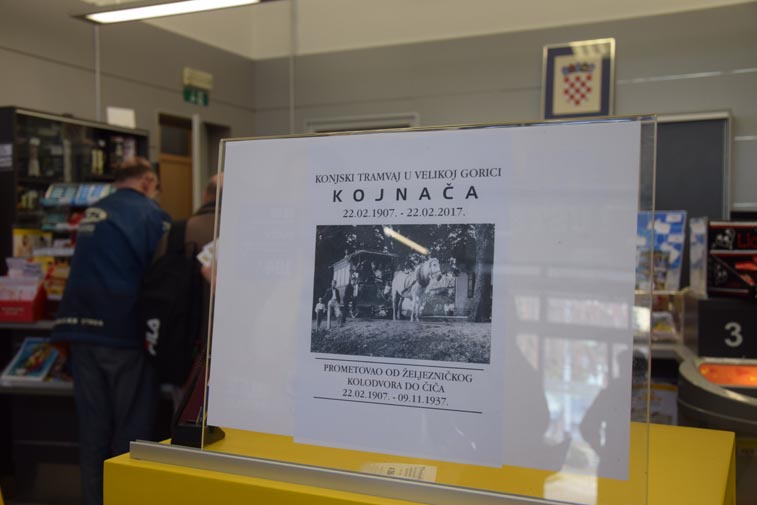 KONJSKI TRAMVAJ U VELIKOJ GORICI
KOJNAČA
22.02.1907. - 22.02.2017.
PROMETOVAO OD ŽELJEZNIČKOG
KOLODVORA DO ČIČA
22.02.1907. - 09.11.1937.
3
FILA